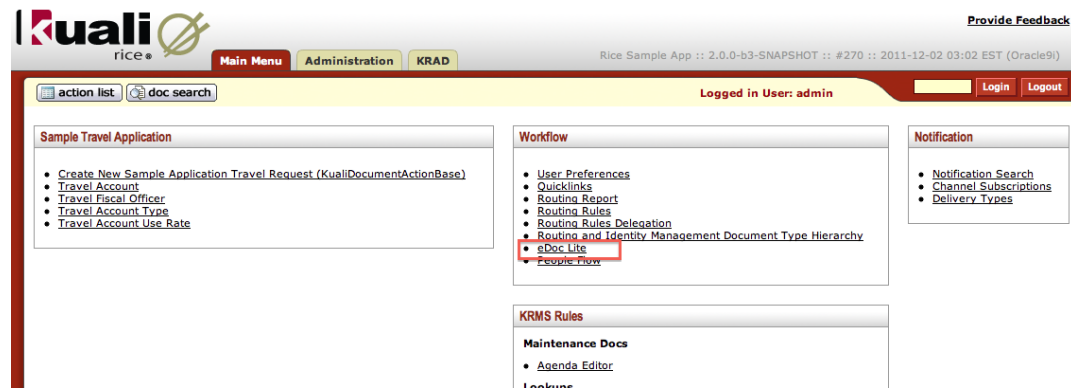 Provide Feedback
kuali
rice
Main Menu Administration KRAD
Rice Sample App :: 2.0.0-b3-SNAPSHOT :: #270 :: 2011-12-02 03:02 EST (Oracle9i)
action list doc search
Logged in User: admin
Login Logout
Sample Travel Application
Create New Sample Application Travel Request (KualiDocumentActionBase)
Travel Account
Travel Fiscal Officer
Travel Account Type
Travel Account Use Rate
Workflow
User Preferences
Quicklinks
Routing Report
Routing Rules
Routing Rules Delegation
Routing and Identity Management Document Type Hierarchy
eDoc Lite
People Flow
Notification
Notification Search
Channel Subscriptions
Delivery Types
KRMS Rules
Maintenance Docs
Agenda Editor
Lookups